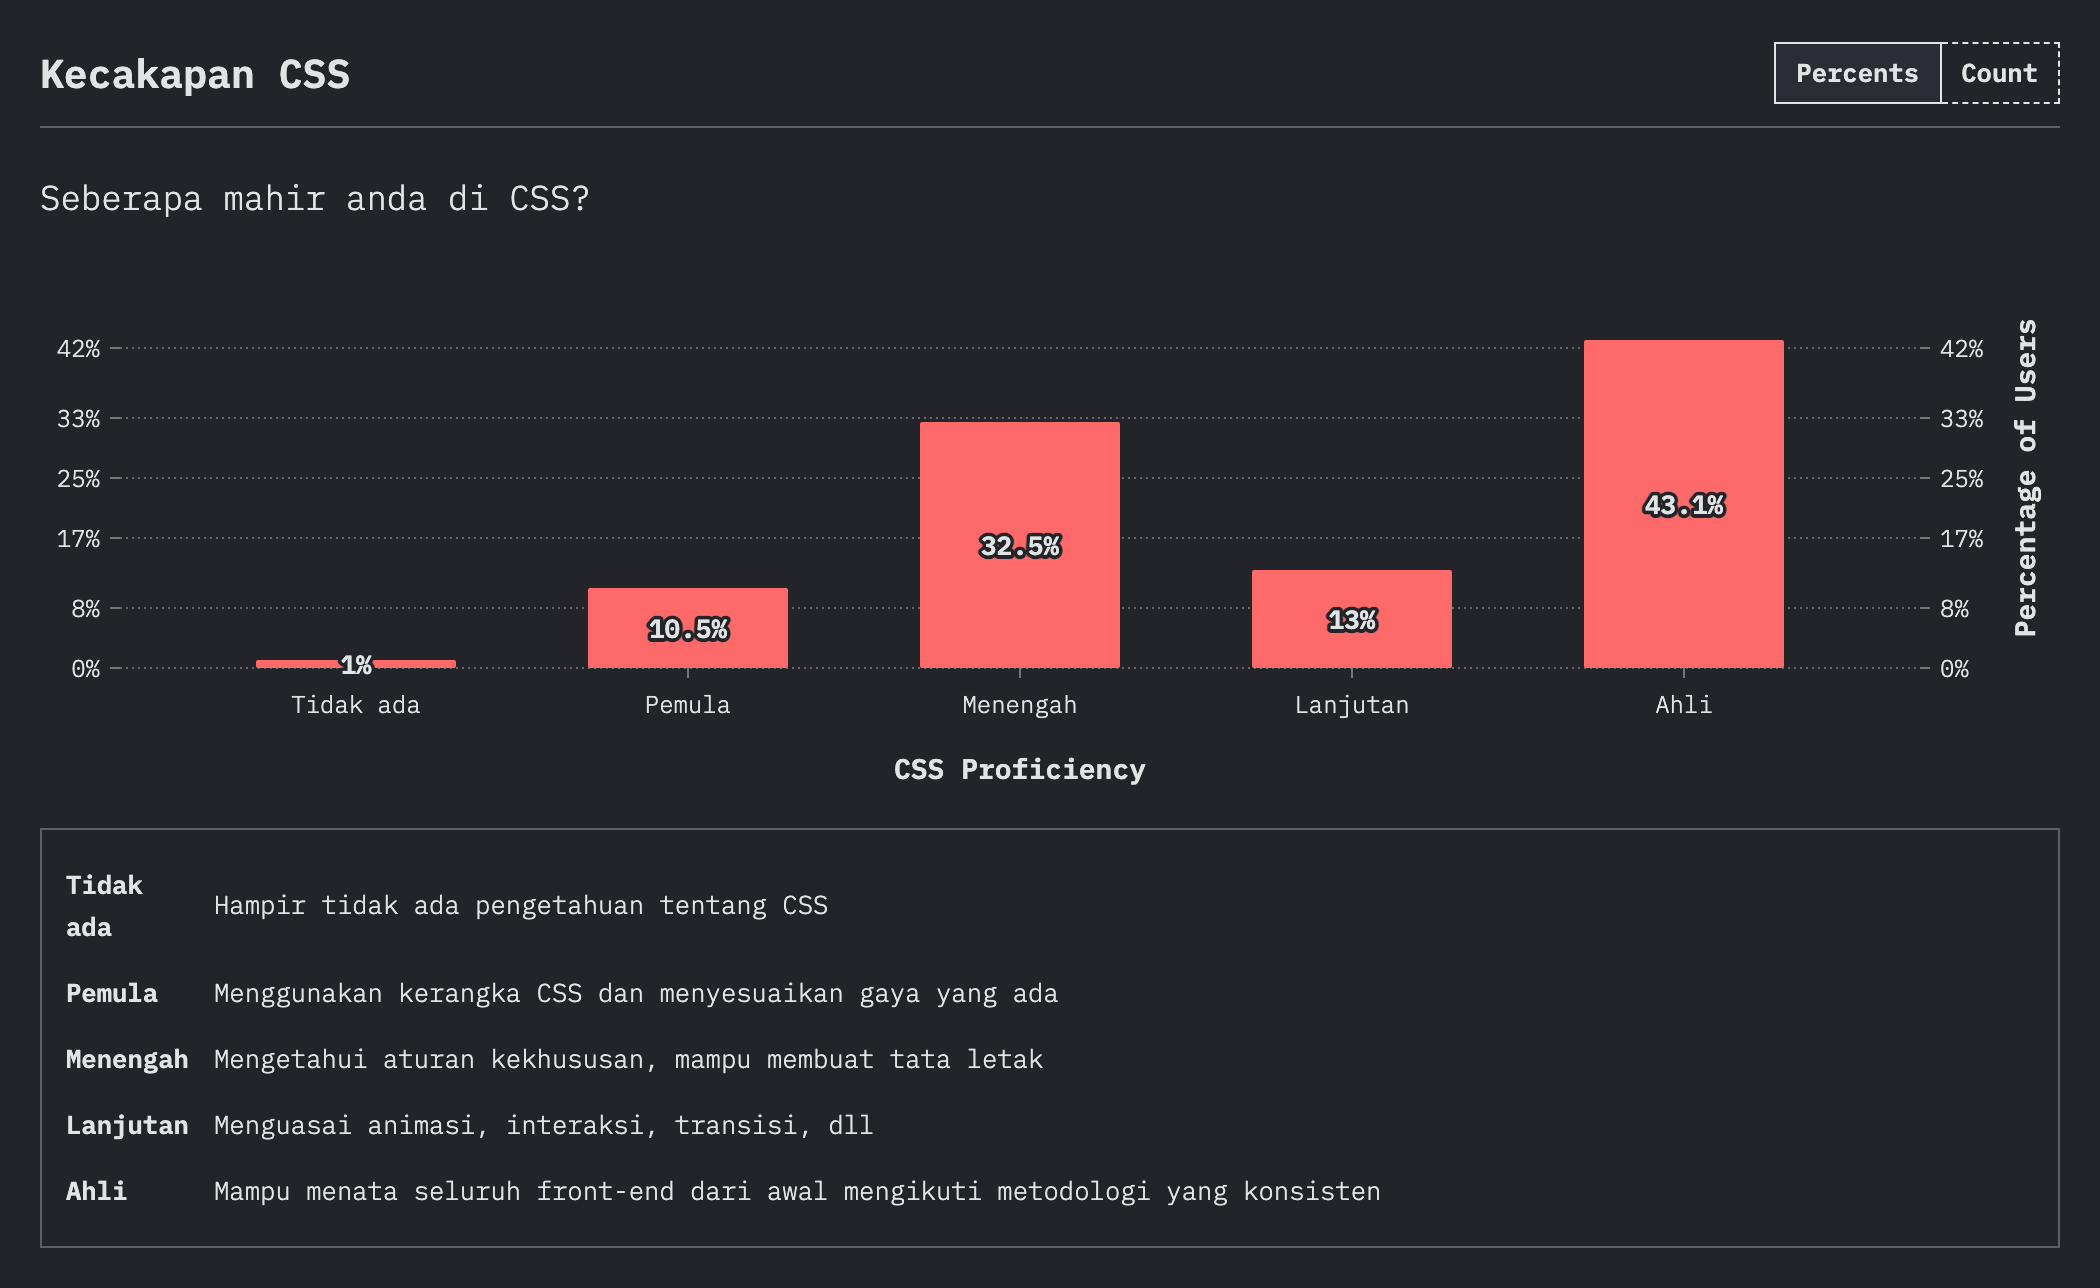 Kecakapan CSS
Percents Count
Seberapa mahir anda di CSS?
42% 42%
33% 33%
25% 25%
17% 17%
8% 8%
0% 0%
Percentage of Users
1% 10.5% 32.5% 13% 43.1%
Tidak ada Pemula Menengah Lanjutan Ahli
CSS Proficiency
Tidak
ada
Hampir tidak ada pengetahuan tentang CSS
Pemula Menggunakan kerangka CSS dan menyesuaikan gaya yang ada
Menengah Mengetahui aturan kekhususan, mampu membuat tata letak
Lanjutan Menguasai animasi, interaksi, transisi, dll
Ahli Mampu menata seluruh front-end dari awal mengikuti metodologi yang konsisten